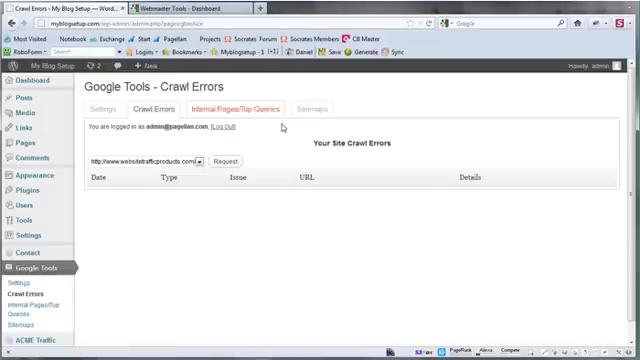 Crawl Errors ‹ My Blog Setup — Word...
Webmaster Tools - Dashboard
myblogsetup.com/wp-admin/admin.php?page=gtoolsce
Google
Most Visited Notebook Exchange Start Pagelian Socrates Forum Socrates Members CB Master
RoboForm Logins Bookmarks Myblogsetup - 1 Daniel Save Generate Sync
My Blog Setup 2 + New Howdy, admin
Dashboard
Posts
Media
Links
Pages
Comments
Appearance
Plugins
Users
Tools
Settings
Contact
Google Tools
Settings
Crawl Errors
Internal Pages/Top
Queries
Sitemaps
ACME Traffic
Google Tools - Crawl Errors
Settings Crawl Errors Internal Pages/Top Queries Sitemaps
You are logged in as admin@pagelian.com, [Log Out]
Your Site Crawl Errors
http://www.websitetrafficproducts.com/ Request
Date Type Issue URL Details
PageRank Alexa Compete